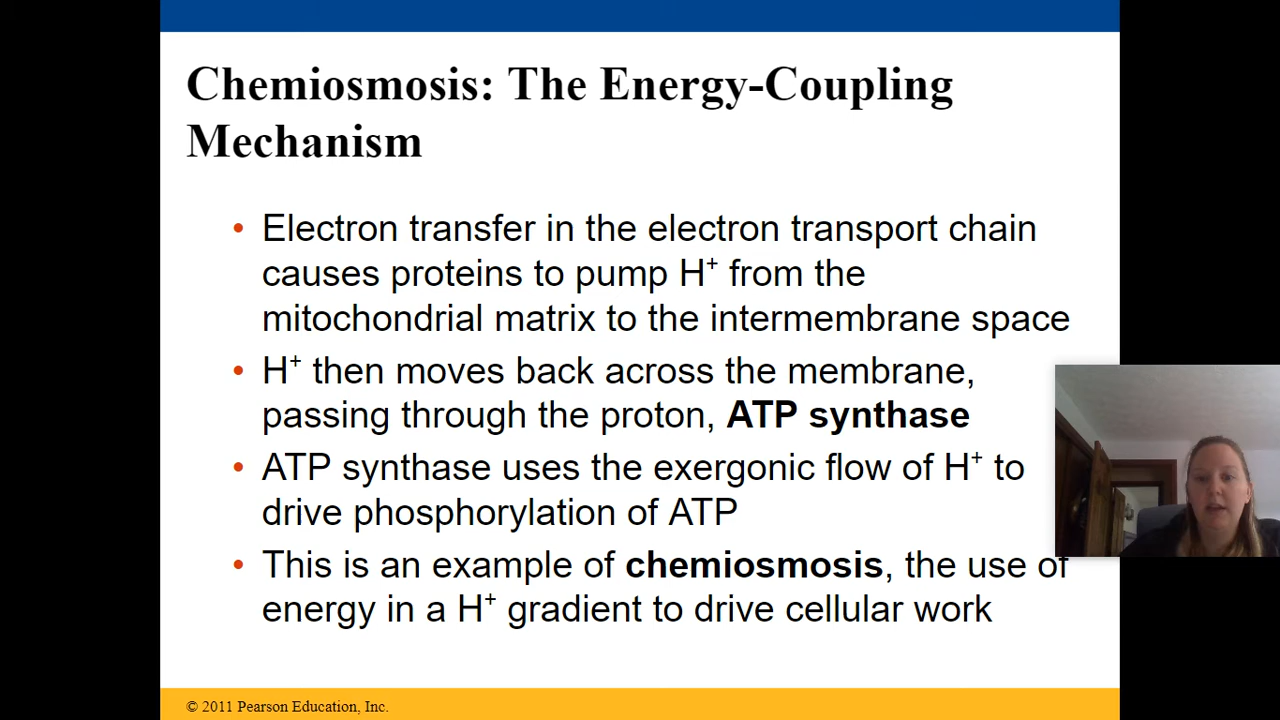 Chemiosmosis: The Energy-Coupling
Mechanism
• Electron transfer in the electron transport chain
causes proteins to pump H⁺ from the
mitochondrial matrix to the intermembrane space
• H⁺ then moves back across the membrane,
passing through the proton, ATP synthase
• ATP synthase uses the exergonic flow of H⁺ to
drive phosphorylation of ATP
• This is an example of chemiosmosis, the use of
energy in a H⁺ gradient to drive cellular work
© 2011 Pearson Education, Inc.